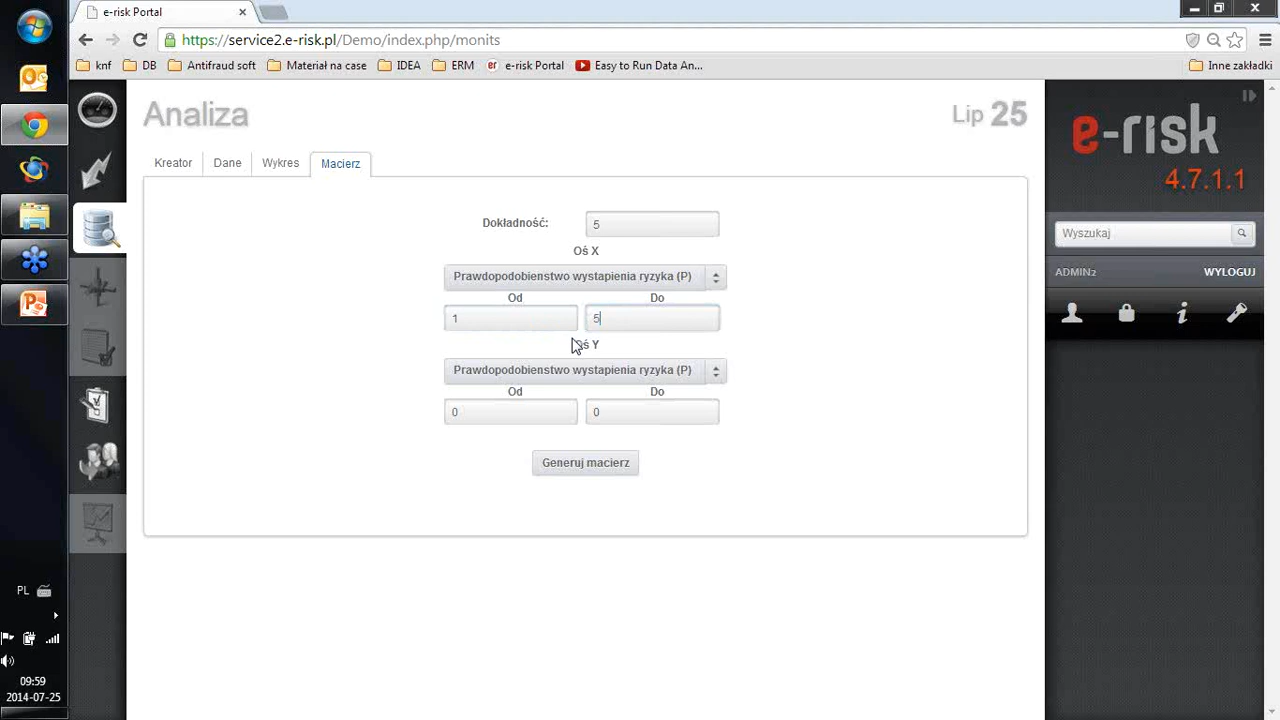 e-risk Portal
https://service2.e-risk.pl/Demo/index.php/monits
knf DB Antifraud soft Materiał na case IDEA ERM e-risk Portal Easy to Run Data An... Inne zakładki
Analiza
Lip 25
Kreator Dane Wykres Macierz
Dokładność: 5
Oś X
Prawdopodobienstwo wystapienia ryzyka (P)
Od Do
1 5
Oś Y
Prawdopodobienstwo wystapienia ryzyka (P)
Od Do
0 0
Generuj macierz
e-risk
4.7.1.1
Wyszukaj
ADMIN2 WYLOGUJ
PL
09:59
2014-07-25